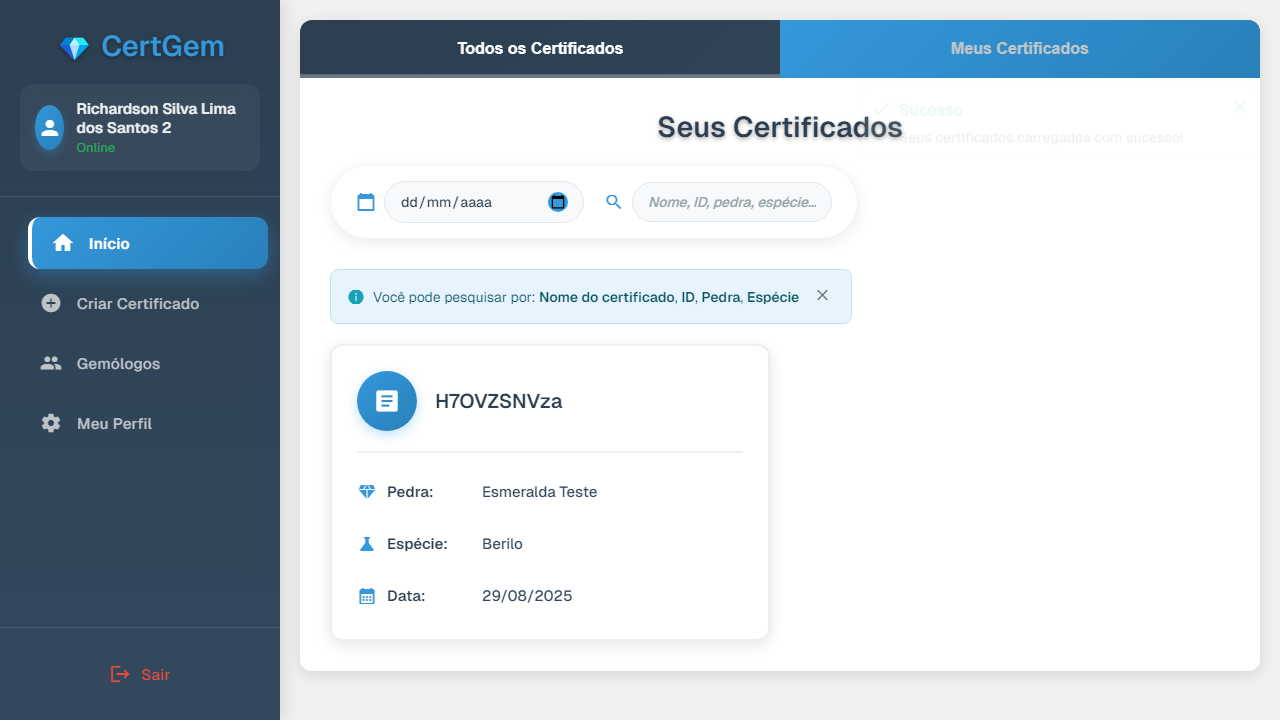 CertGem
Richardson Silva Lima
dos Santos 2
Online
Início
Criar Certificado
Gemólogos
Meu Perfil
Sair
Todos os Certificados
Meus Certificados
Sucesso
Seus certificados carregados com sucesso!
Seus Certificados
dd/mm/aaaa
Nome, ID, pedra, espécie...
Você pode pesquisar por: Nome do certificado, ID, Pedra, Espécie
H7OVZSNVza
Pedra: Esmeralda Teste
Espécie: Berilo
Data: 29/08/2025